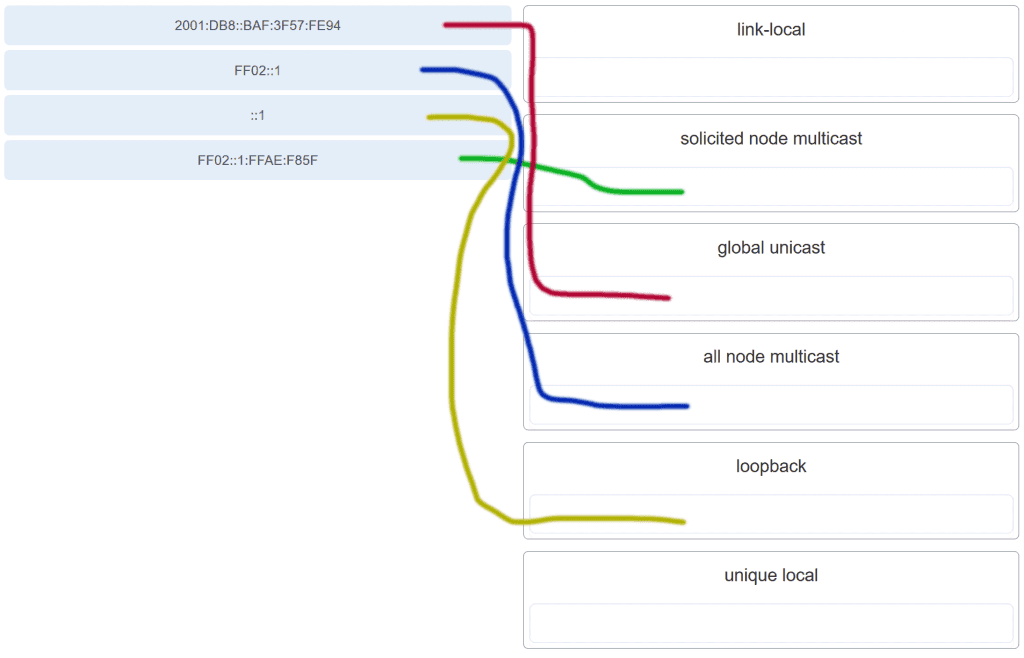 2001:DB8::BAF:3F57:FE94
FF02::1
::1
FF02::1:FFAE:F85F
link-local
solicited node multicast
global unicast
all node multicast
loopback
unique local